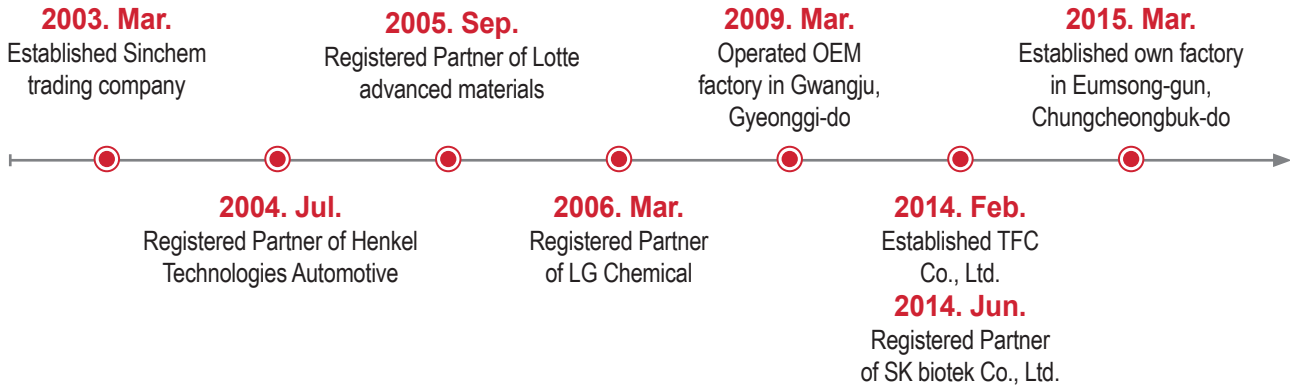 2003. Mar.
Established Sinchem
trading company
2004. Jul.
Registered Partner of Henkel
Technologies Automotive
2005. Sep.
Registered Partner of Lotte
advanced materials
2006. Mar.
Registered Partner
of LG Chemical
2009. Mar.
Operated OEM
factory in Gwangju,
Gyeonggi-do
2014. Feb.
Established TFC
Co., Ltd.
2014. Jun.
Registered Partner
of SK biotek Co., Ltd.
2015. Mar.
Established own factory
in Eumsong-gun,
Chungcheongbuk-do